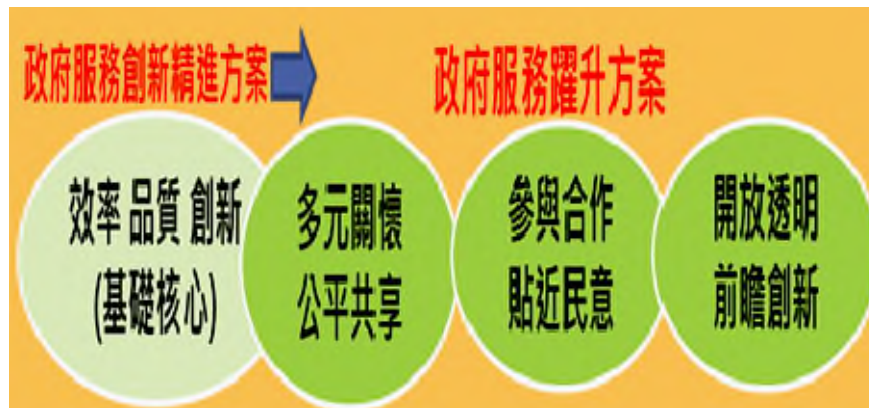 政府服務創新精進方案
政府服務躍升方案
效率 品質 創新
(基礎核心)
多元關懷
公平共享
參與合作
貼近民意
開放透明
前瞻創新